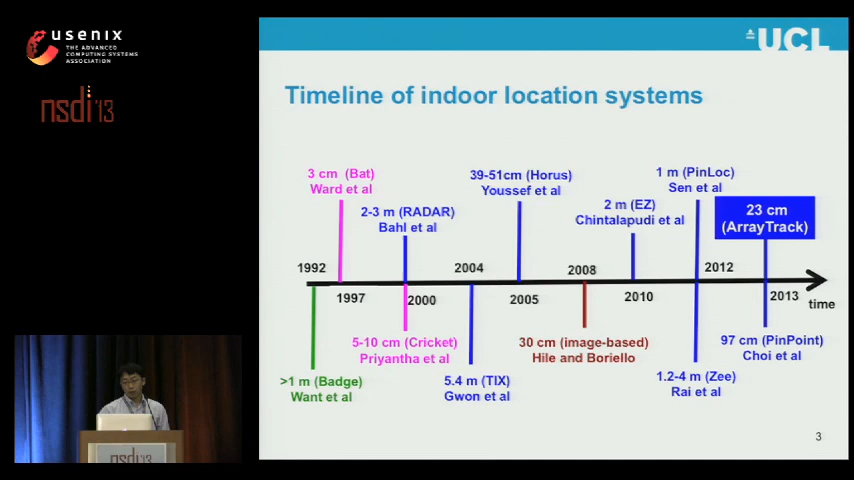 usenix
THE ADVANCED
COMPUTING SYSTEMS
ASSOCIATION
nsdi '13
UCL
Timeline of indoor location systems
3 cm (Bat)
Ward et al
2-3 m (RADAR)
Bahl et al
39-51cm (Horus)
Youssef et al
2 m (EZ)
Chintalapudi et al
1 m (PinLoc)
Sen et al
23 cm
(ArrayTrack)
1992
1997
2000
2004
2005
2008
2010
2012
2013
time
>1 m (Badge)
Want et al
5-10 cm (Cricket)
Priyantha et al
5.4 m (TIX)
Gwon et al
30 cm (image-based)
Hile and Boriello
1.2-4 m (Zee)
Rai et al
97 cm (PinPoint)
Choi et al
3
nsdi'13